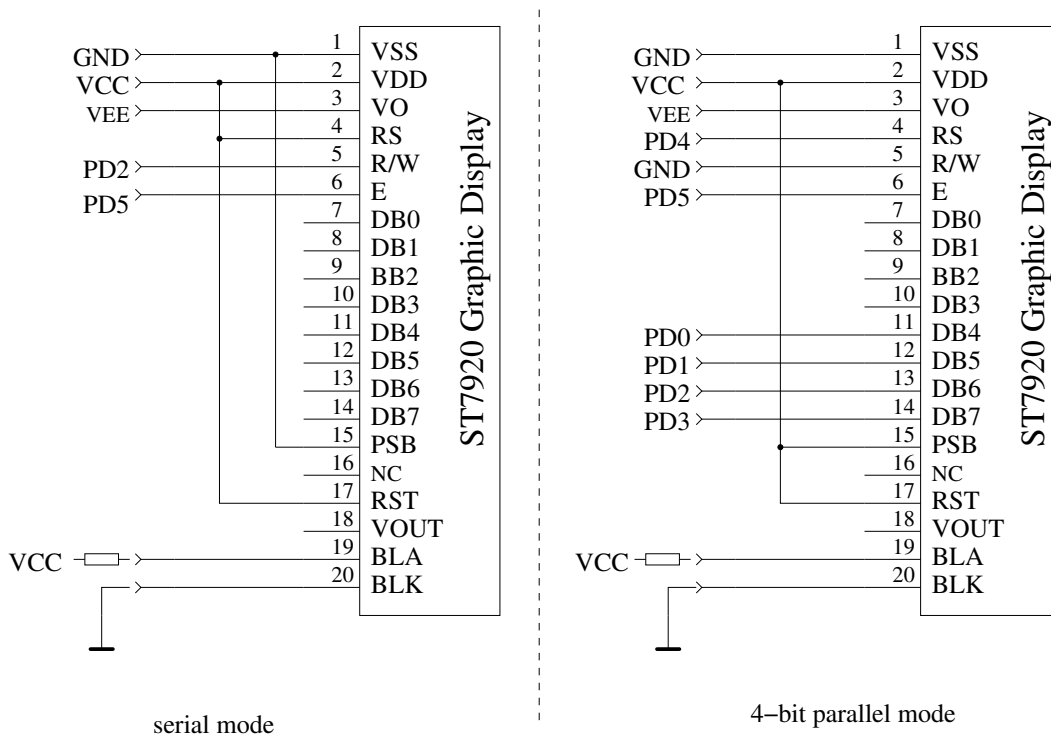 GND 1 VSS
VCC 2 VDD
VEE 3 VO
4 RS
PD2 5 R/W
PD5 6 E
7 DB0
8 DB1
9 BB2
10 DB3
11 DB4
12 DB5
13 DB6
14 DB7
15 PSB
16 NC
17 RST
18 VOUT
VCC 19 BLA
20 BLK
ST7920 Graphic Display
serial mode
GND 1 VSS
VCC 2 VDD
VEE 3 VO
PD4 4 RS
GND 5 R/W
PD5 6 E
7 DB0
8 DB1
9 BB2
10 DB3
PD0 11 DB4
PD1 12 DB5
PD2 13 DB6
PD3 14 DB7
15 PSB
16 NC
17 RST
18 VOUT
VCC 19 BLA
20 BLK
ST7920 Graphic Display
4−bit parallel mode